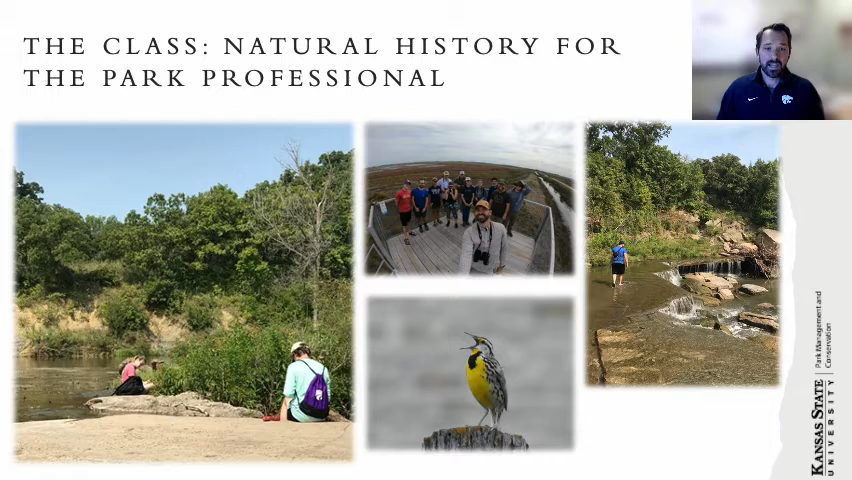 THE CLASS: NATURAL HISTORY FOR
THE PARK PROFESSIONAL
KANSAS STATE
UNIVERSITY
Park Management and
Conservation